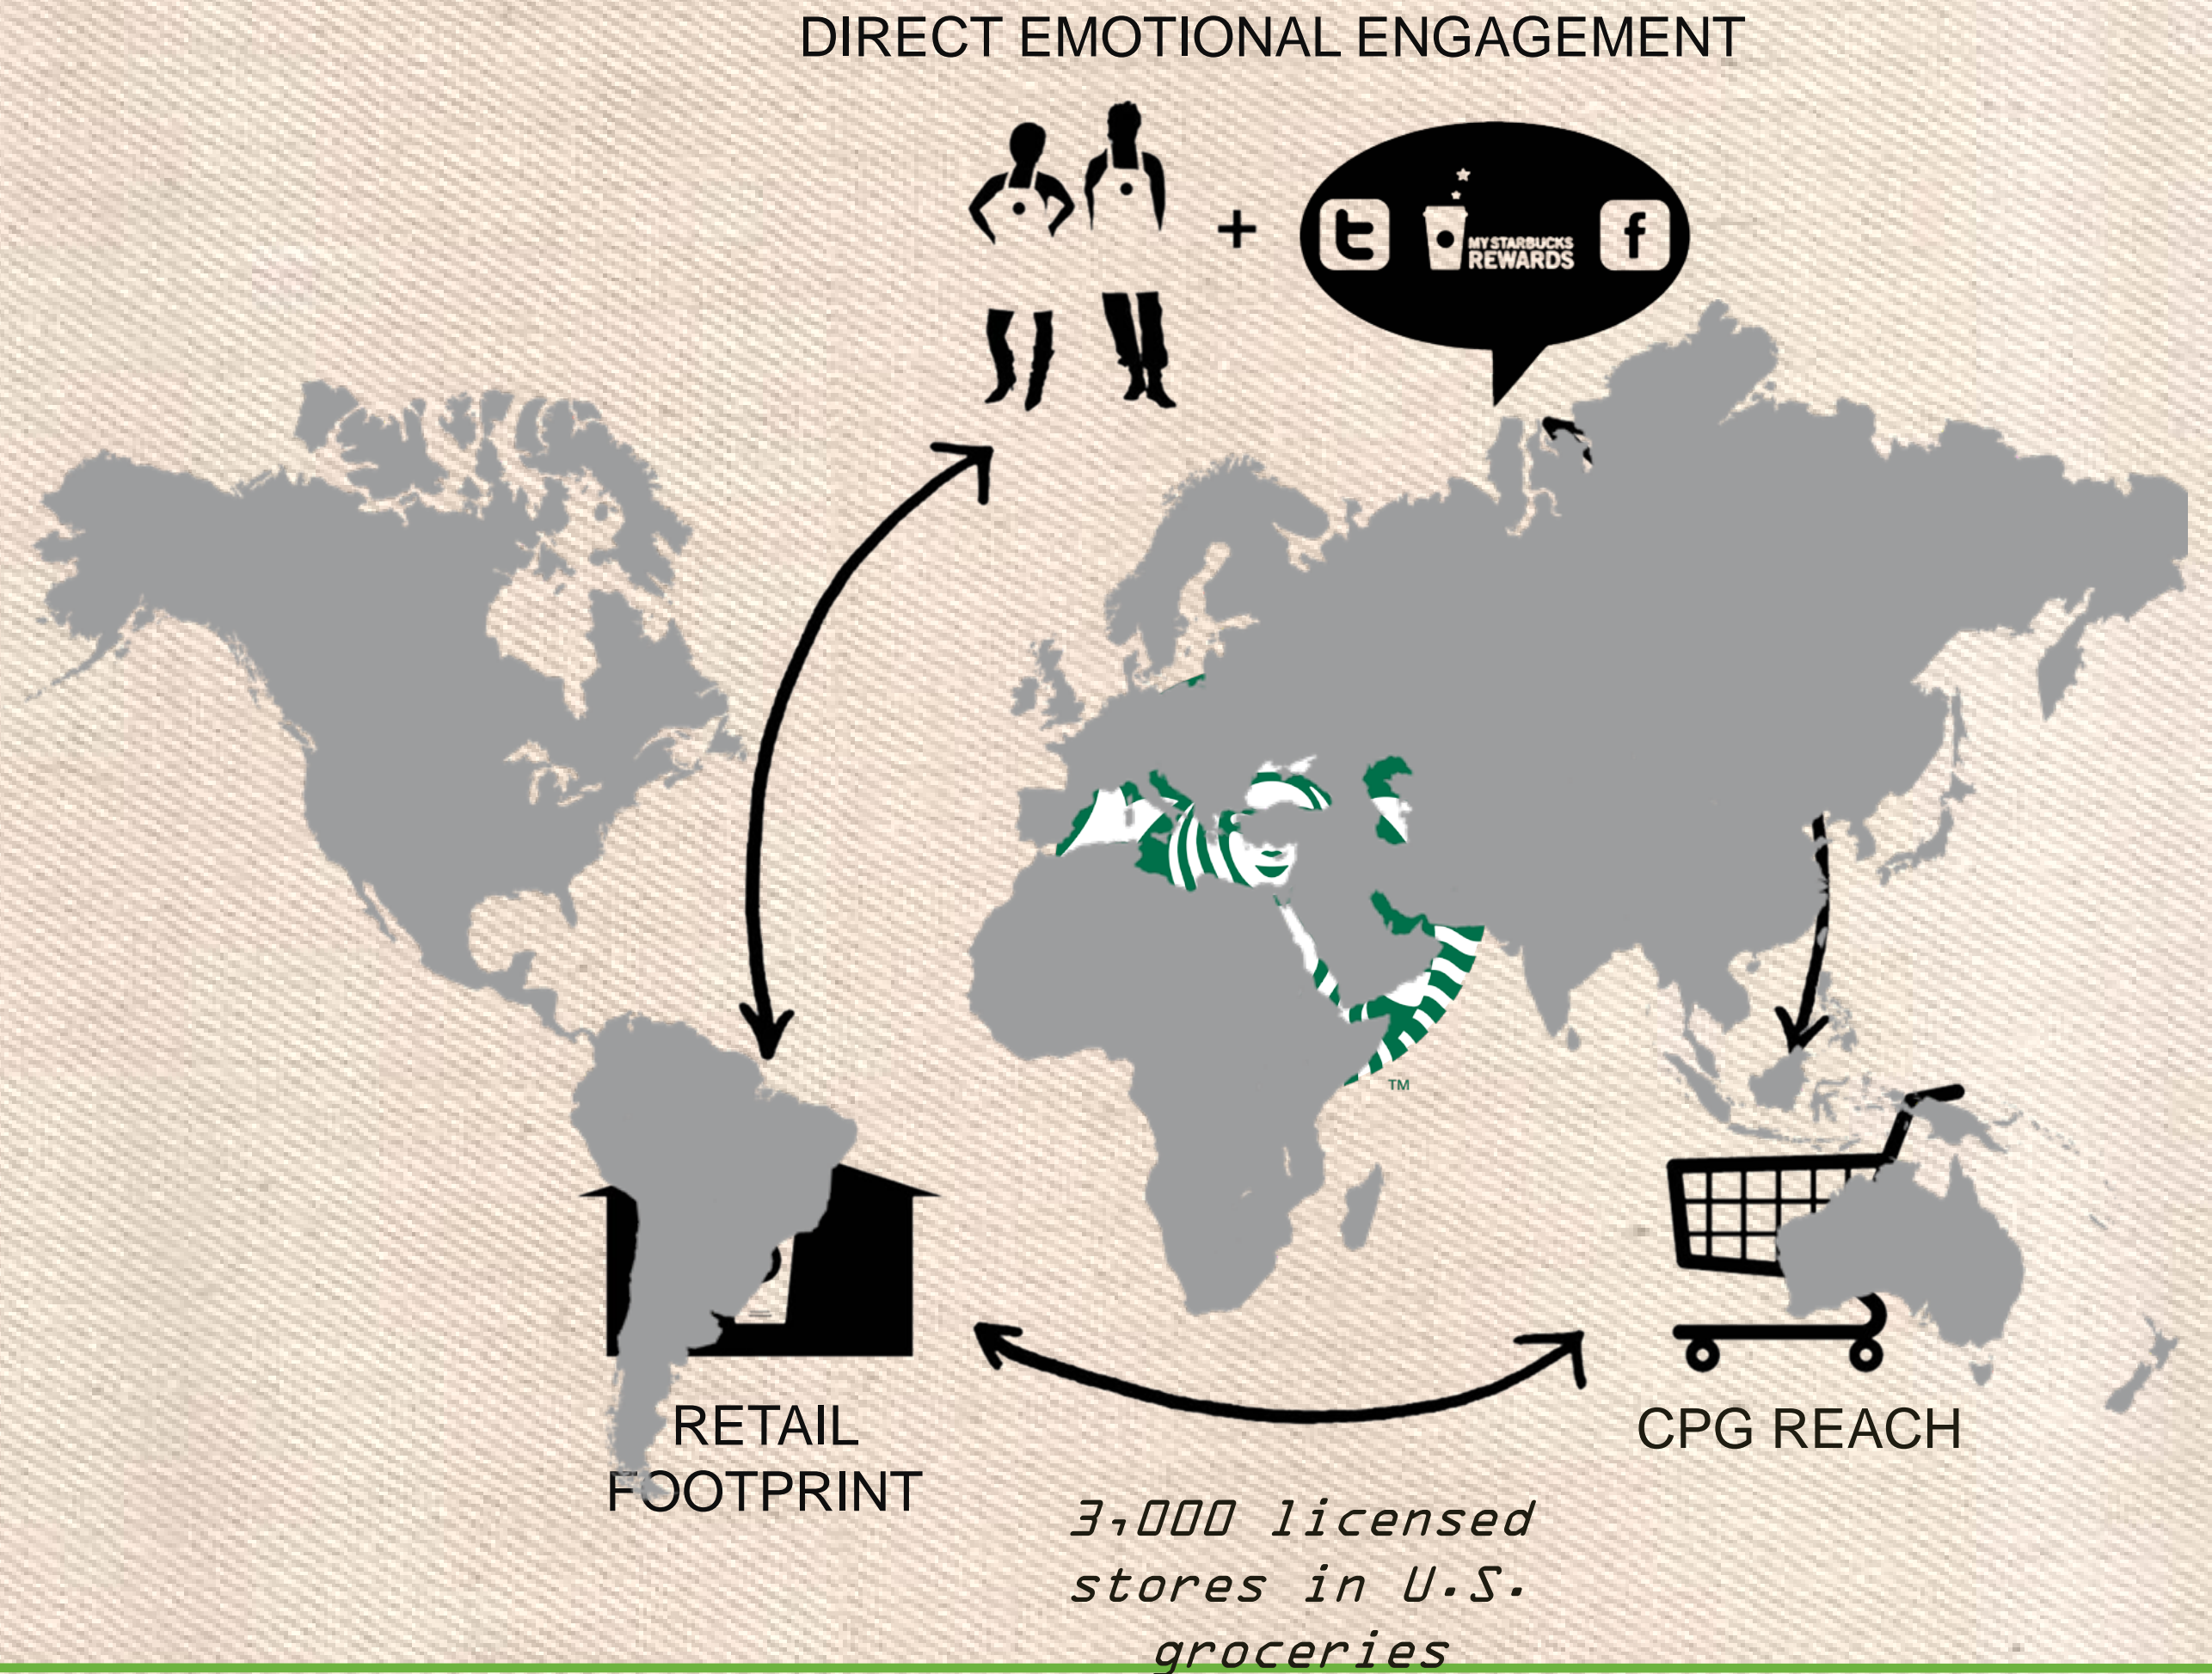 DIRECT EMOTIONAL ENGAGEMENT
+
t
MY STARBUCKS
REWARDS
f
TM
RETAIL
FOOTPRINT
CPG REACH
3,000 licensed
stores in U.S.
groceries